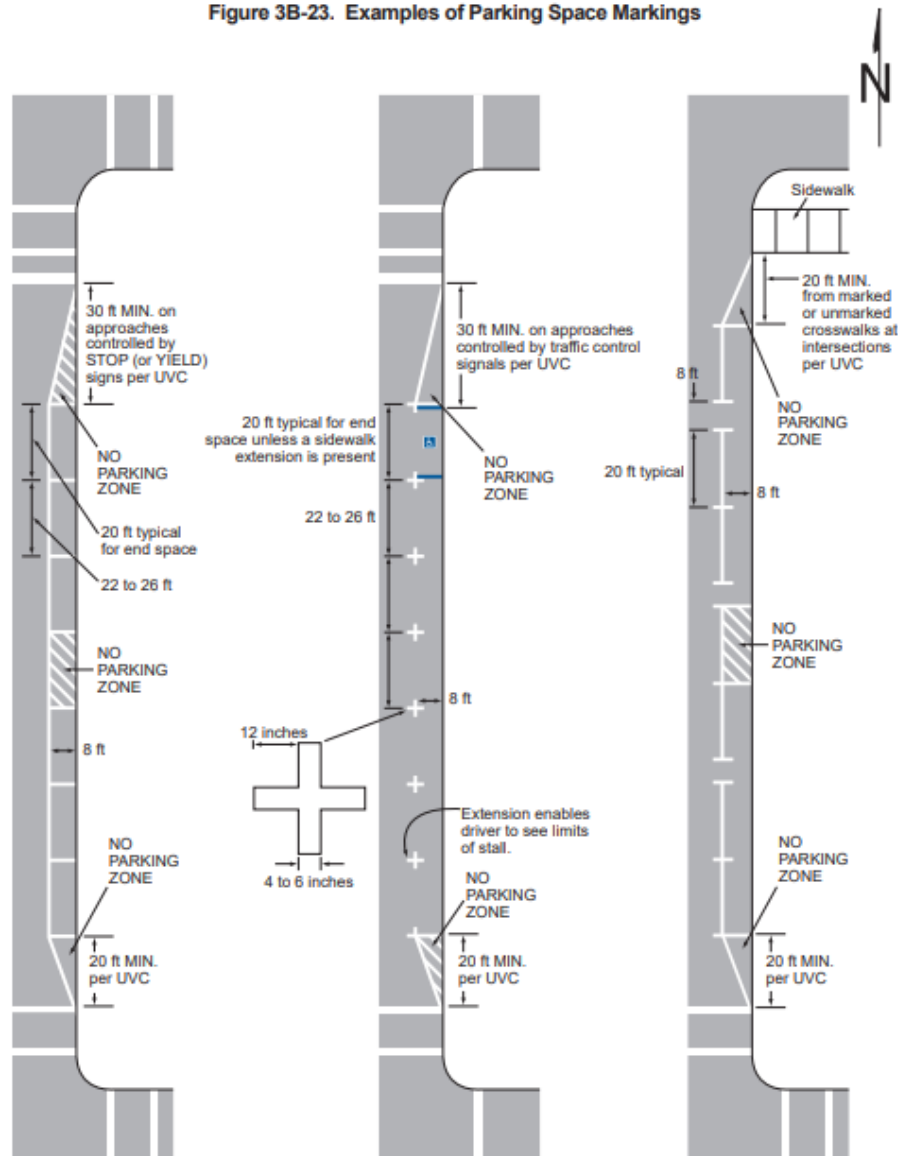 Figure 3B-23. Examples of Parking Space Markings
N
30 ft MIN. on
approaches
controlled by
STOP (or YIELD)
signs per UVC
NO
PARKING
ZONE
20 ft typical
for end space
22 to 26 ft
NO
PARKING
ZONE
8 ft
NO
PARKING
ZONE
20 ft MIN.
per UVC
30 ft MIN. on approaches
controlled by traffic control
signals per UVC
20 ft typical for end
space unless a sidewalk
extension is present
NO
PARKING
ZONE
22 to 26 ft
8 ft
12 inches
4 to 6 inches
Extension enables
driver to see limits
of stall.
NO
PARKING
ZONE
20 ft MIN.
per UVC
Sidewalk
20 ft MIN.
from marked
or unmarked
crosswalks at
intersections
per UVC
8 ft
NO
PARKING
ZONE
20 ft typical
8 ft
NO
PARKING
ZONE
NO
PARKING
ZONE
20 ft MIN.
per UVC